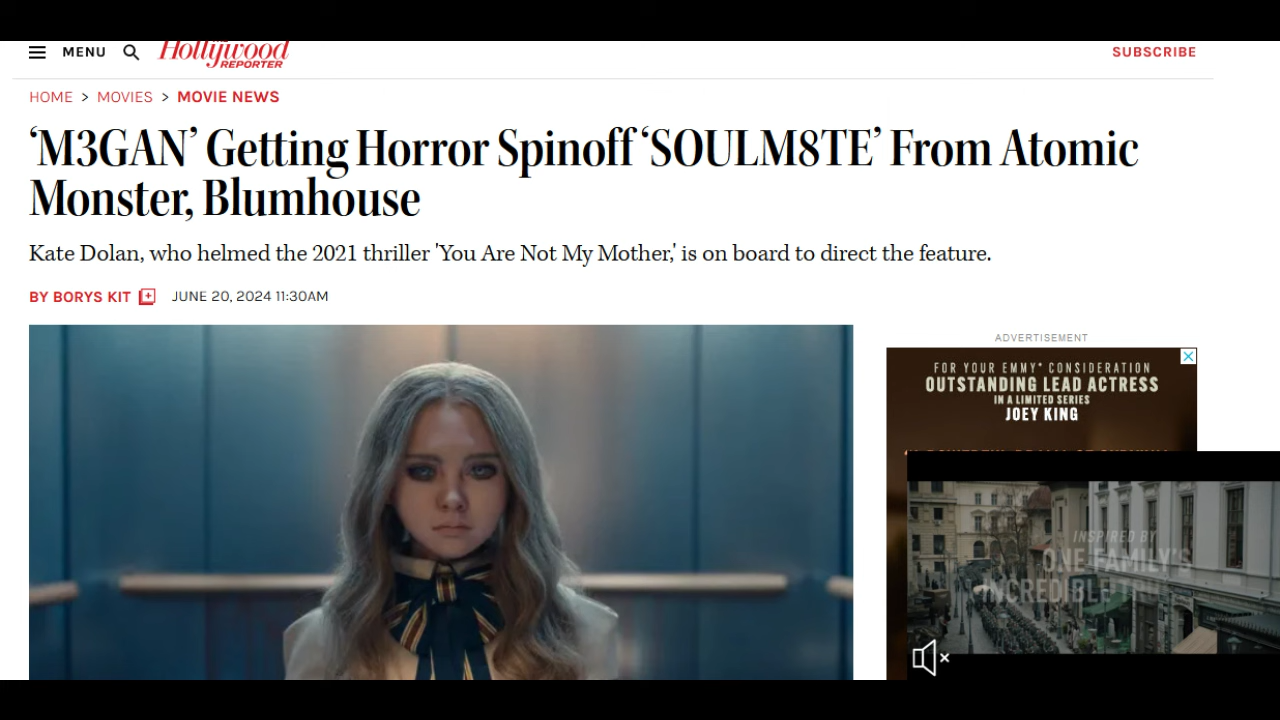 MENU
Hollywood
REPORTER
SUBSCRIBE
HOME > MOVIES > MOVIE NEWS
‘M3GAN’ Getting Horror Spinoff ‘SOULM8TE’ From Atomic
Monster, Blumhouse
Kate Dolan, who helmed the 2021 thriller 'You Are Not My Mother,' is on board to direct the feature.
BY BORYS KIT
JUNE 20, 2024 11:30AM
ADVERTISEMENT
FOR YOUR EMMY* CONSIDERATION
OUTSTANDING LEAD ACTRESS
IN A LIMITED SERIES
JOEY KING
INSPIRED BY
ONE FAMILY'S
INCREDIBLE